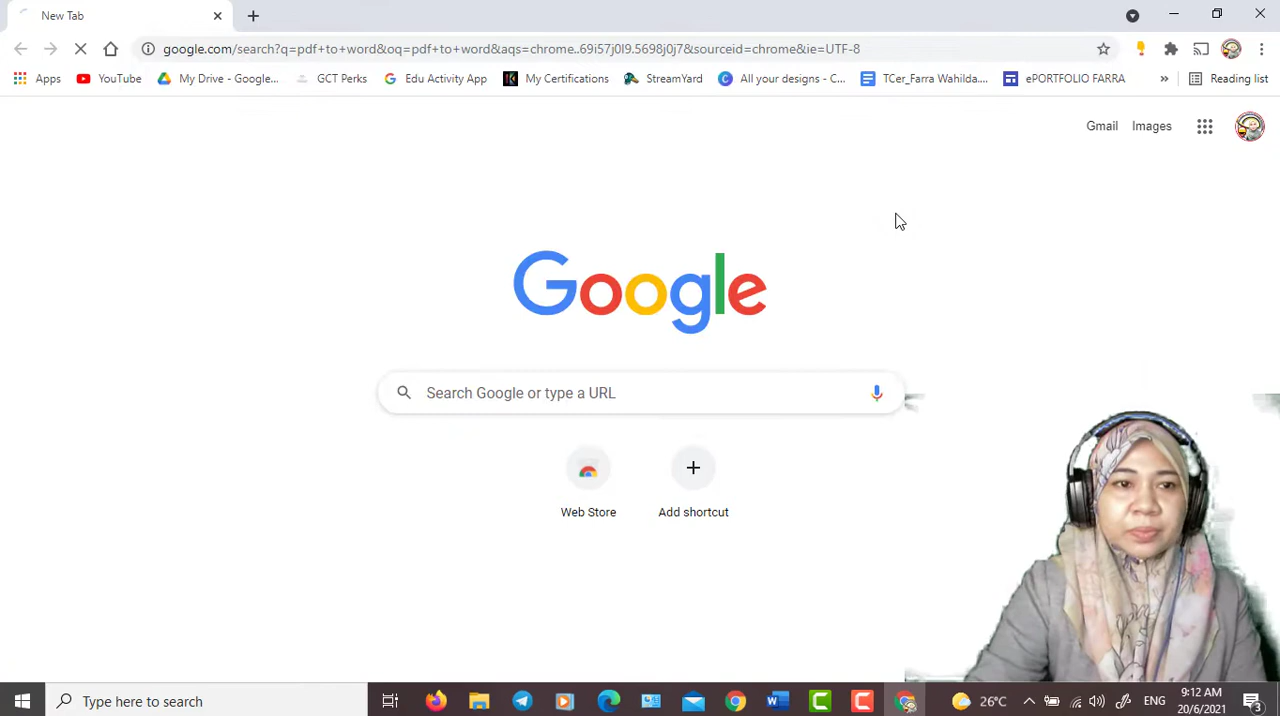 New Tab
google.com/search?q=pdf+to+word&oq=pdf+to+word&aqs=chrome..69i57j0l9.5698j0j7&sourceid=chrome&ie=UTF-8
Apps YouTube My Drive - Google... GCT Perks Edu Activity App My Certifications StreamYard All your designs - C... TCer_Farra Wahilda.... ePORTFOLIO FARRA » Reading list
Gmail Images
Google
Search Google or type a URL
Web Store Add shortcut
Type here to search
26°C ENG 9:12 AM
20/6/2021 3